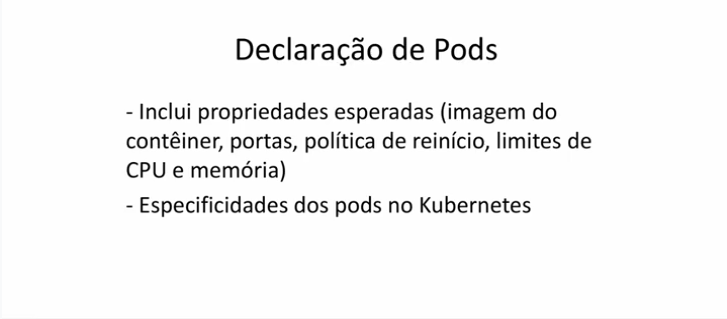 Declaração de Pods
- Inclui propriedades esperadas (imagem do
contêiner, portas, política de reinício, limites de
CPU e memória)
- Especificidades dos pods no Kubernetes